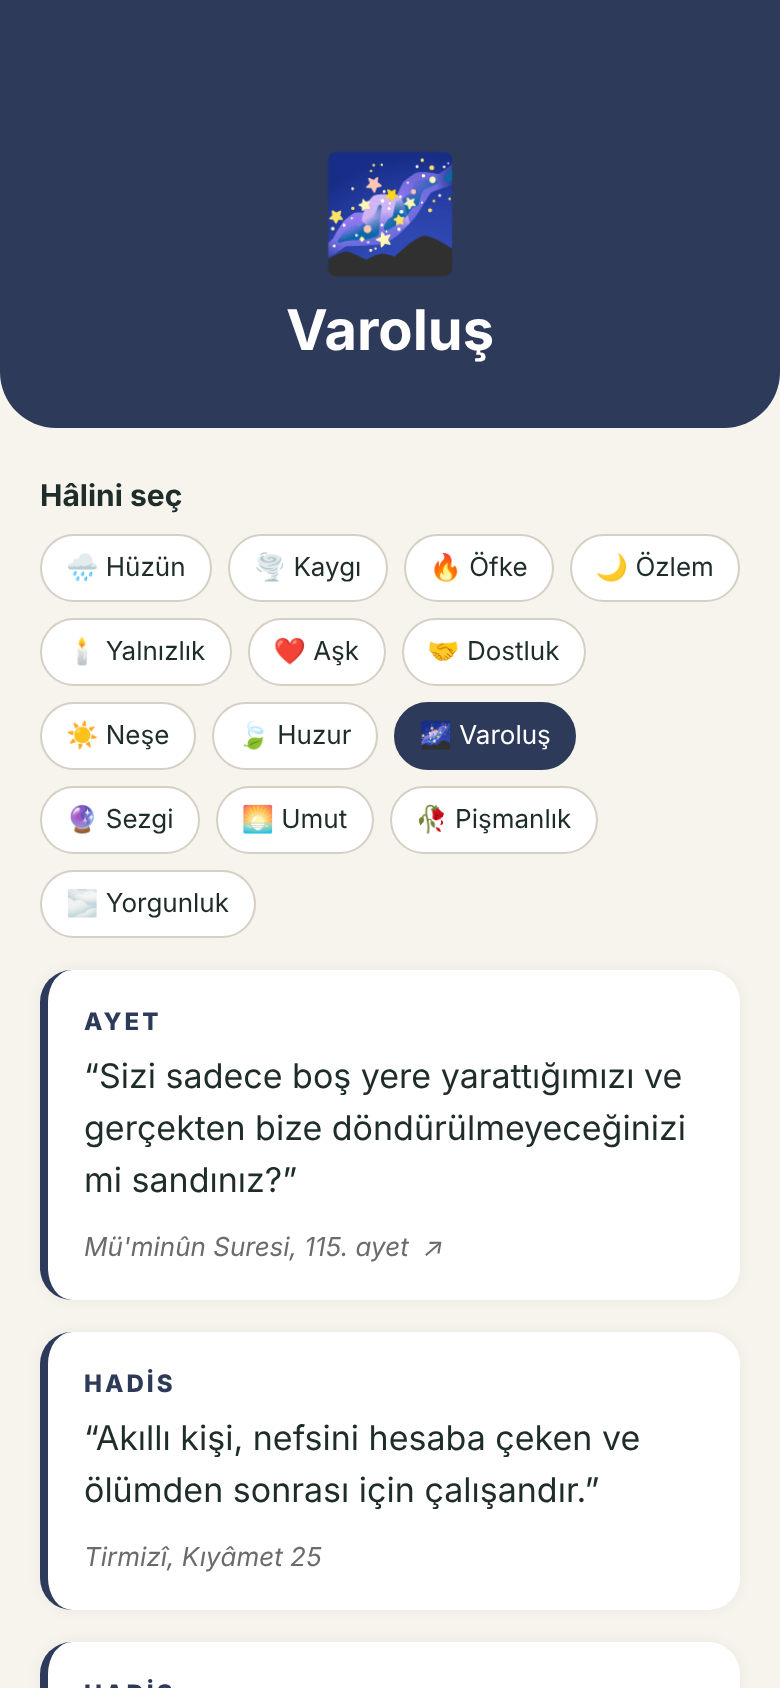 Varoluş
Hâlini seç
Hüzün
Kaygı
Öfke
Özlem
Yalnızlık
Aşk
Dostluk
Neşe
Huzur
Varoluş
Sezgi
Umut
Pişmanlık
Yorgunluk
AYET
“Sizi sadece boş yere yarattığımızı ve
gerçekten bize döndürülmeyeceğinizi
mi sandınız?”
Mü'minûn Suresi, 115. ayet ↗
HADİS
“Akıllı kişi, nefsini hesaba çeken ve
ölümden sonrası için çalışandır.”
Tirmizî, Kıyâmet 25
HADİS